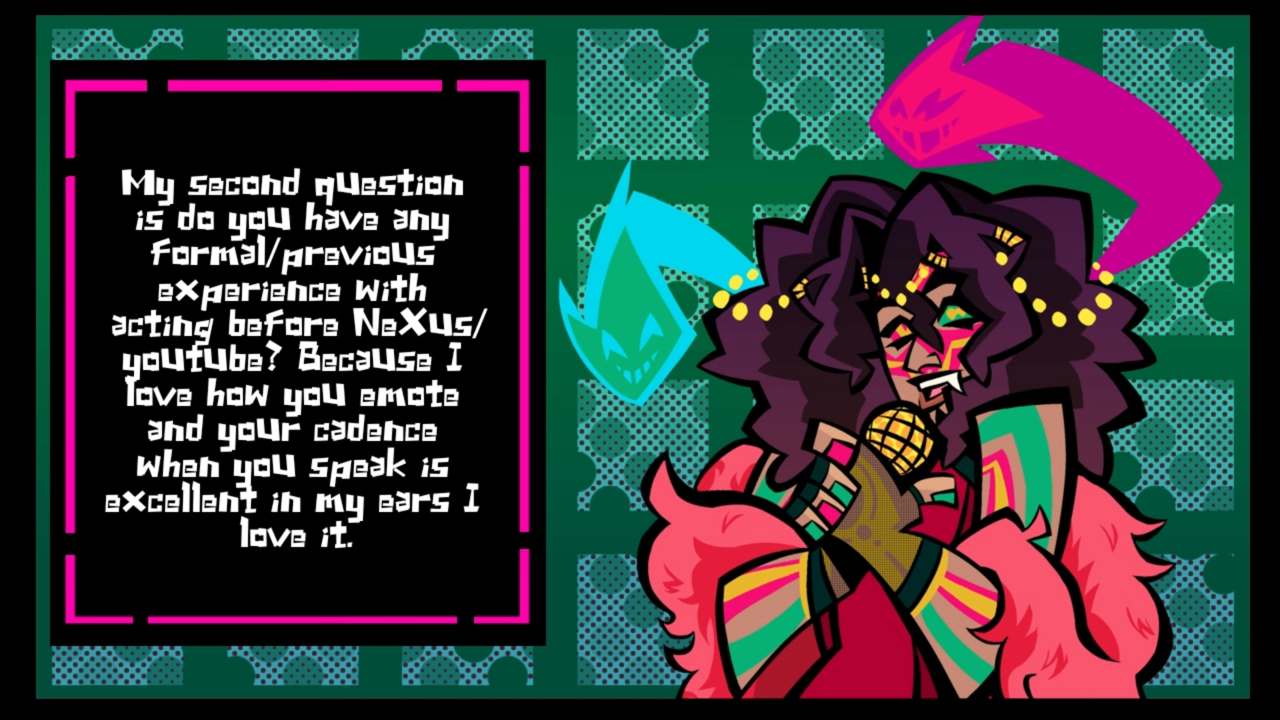 My second question
is do you have any
formal/previous
experience with
acting before NeXus/
youtube? Because I
love how you emote
and your cadence
when you speak is
excellent in my ears I
love it.